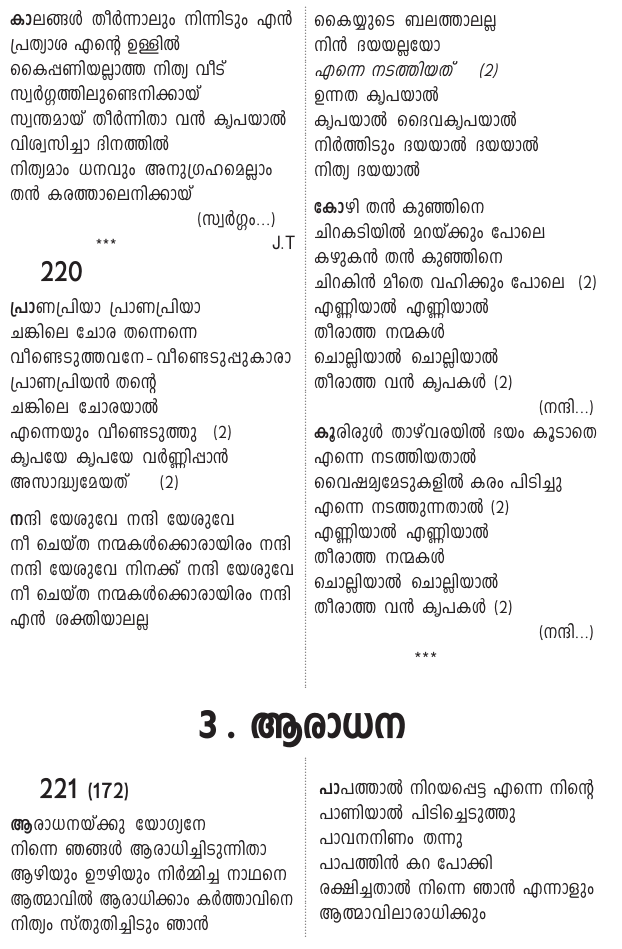 കാലങ്ങൾ തീർന്നാലും നിന്നിടും എൻ
പ്രത്യാശ എന്റെ ഉള്ളിൽ
കൈപ്പണിയല്ലാത്ത നിത്യ വീട്
സ്വർഗ്ഗത്തിലുണ്ടെനിക്കായ്
സ്വന്തമായ് തീർന്നിതാ വൻ കൃപയാൽ
വിശ്വസിച്ചാ ദിനത്തിൽ
നിത്യമാം ധനവും അനുഗ്രഹമെല്ലാം
തൻ കരത്താലെനിക്കായ്
(സ്വർഗ്ഗം...)
*** J.T
220
പ്രാണപ്രിയാ പ്രാണപ്രിയാ
ചങ്കിലെ ചോര തന്നെന്നെ
വീണ്ടെടുത്തവനേ - വീണ്ടെടുപ്പുകാരാ
പ്രാണപ്രിയൻ തന്റെ
ചങ്കിലെ ചോരയാൽ
എന്നെയും വീണ്ടെടുത്തു (2)
കൃപയേ കൃപയേ വർണ്ണിപ്പാൻ
അസാദ്ധ്യമേയത് (2)
നന്ദി യേശുവേ നന്ദി യേശുവേ
നീ ചെയ്ത നന്മകൾക്കൊരായിരം നന്ദി
നന്ദി യേശുവേ നിനക്ക് നന്ദി യേശുവേ
നീ ചെയ്ത നന്മകൾക്കൊരായിരം നന്ദി
എൻ ശക്തിയാലല്ല
കൈയ്യുടെ ബലത്താലല്ല
നിൻ ദയയല്ലയോ
എന്നെ നടത്തിയത് (2)
ഉന്നത കൃപയാൽ
കൃപയാൽ ദൈവകൃപയാൽ
നിർത്തിടും ദയയാൽ ദയയാൽ
നിത്യ ദയയാൽ
കോഴി തൻ കുഞ്ഞിനെ
ചിറകടിയിൽ മറയ്ക്കും പോലെ
കഴുകൻ തൻ കുഞ്ഞിനെ
ചിറകിൻ മീതെ വഹിക്കും പോലെ (2)
എണ്ണിയാൽ എണ്ണിയാൽ
തീരാത്ത നന്മകൾ
ചൊല്ലിയാൽ ചൊല്ലിയാൽ
തീരാത്ത വൻ കൃപകൾ (2)
(നന്ദി...)
കൂരിരുൾ താഴ്‌വരയിൽ ഭയം കൂടാതെ
എന്നെ നടത്തിയതാൽ
വൈഷമ്യമേടുകളിൽ കരം പിടിച്ചു
എന്നെ നടത്തുന്നതാൽ (2)
എണ്ണിയാൽ എണ്ണിയാൽ
തീരാത്ത നന്മകൾ
ചൊല്ലിയാൽ ചൊല്ലിയാൽ
തീരാത്ത വൻ കൃപകൾ (2)
(നന്ദി...)
***
3. ആരാധന
221 (172)
ആരാധനയ്ക്കു യോഗ്യനേ
നിന്നെ ഞങ്ങൾ ആരാധിച്ചിടുന്നിതാ
ആഴിയും ഊഴിയും നിർമ്മിച്ച നാഥനെ
ആത്മാവിൽ ആരാധിക്കാം കർത്താവിനെ
നിത്യം സ്തുതിച്ചിടും ഞാൻ
പാപത്താൽ നിറയപ്പെട്ട എന്നെ നിന്റെ
പാണിയാൽ പിടിച്ചെടുത്തു
പാവനനിണം തന്നു
പാപത്തിൻ കറ പോക്കി
രക്ഷിച്ചതാൽ നിന്നെ ഞാൻ എന്നാളും
ആത്മാവിലാരാധിക്കും